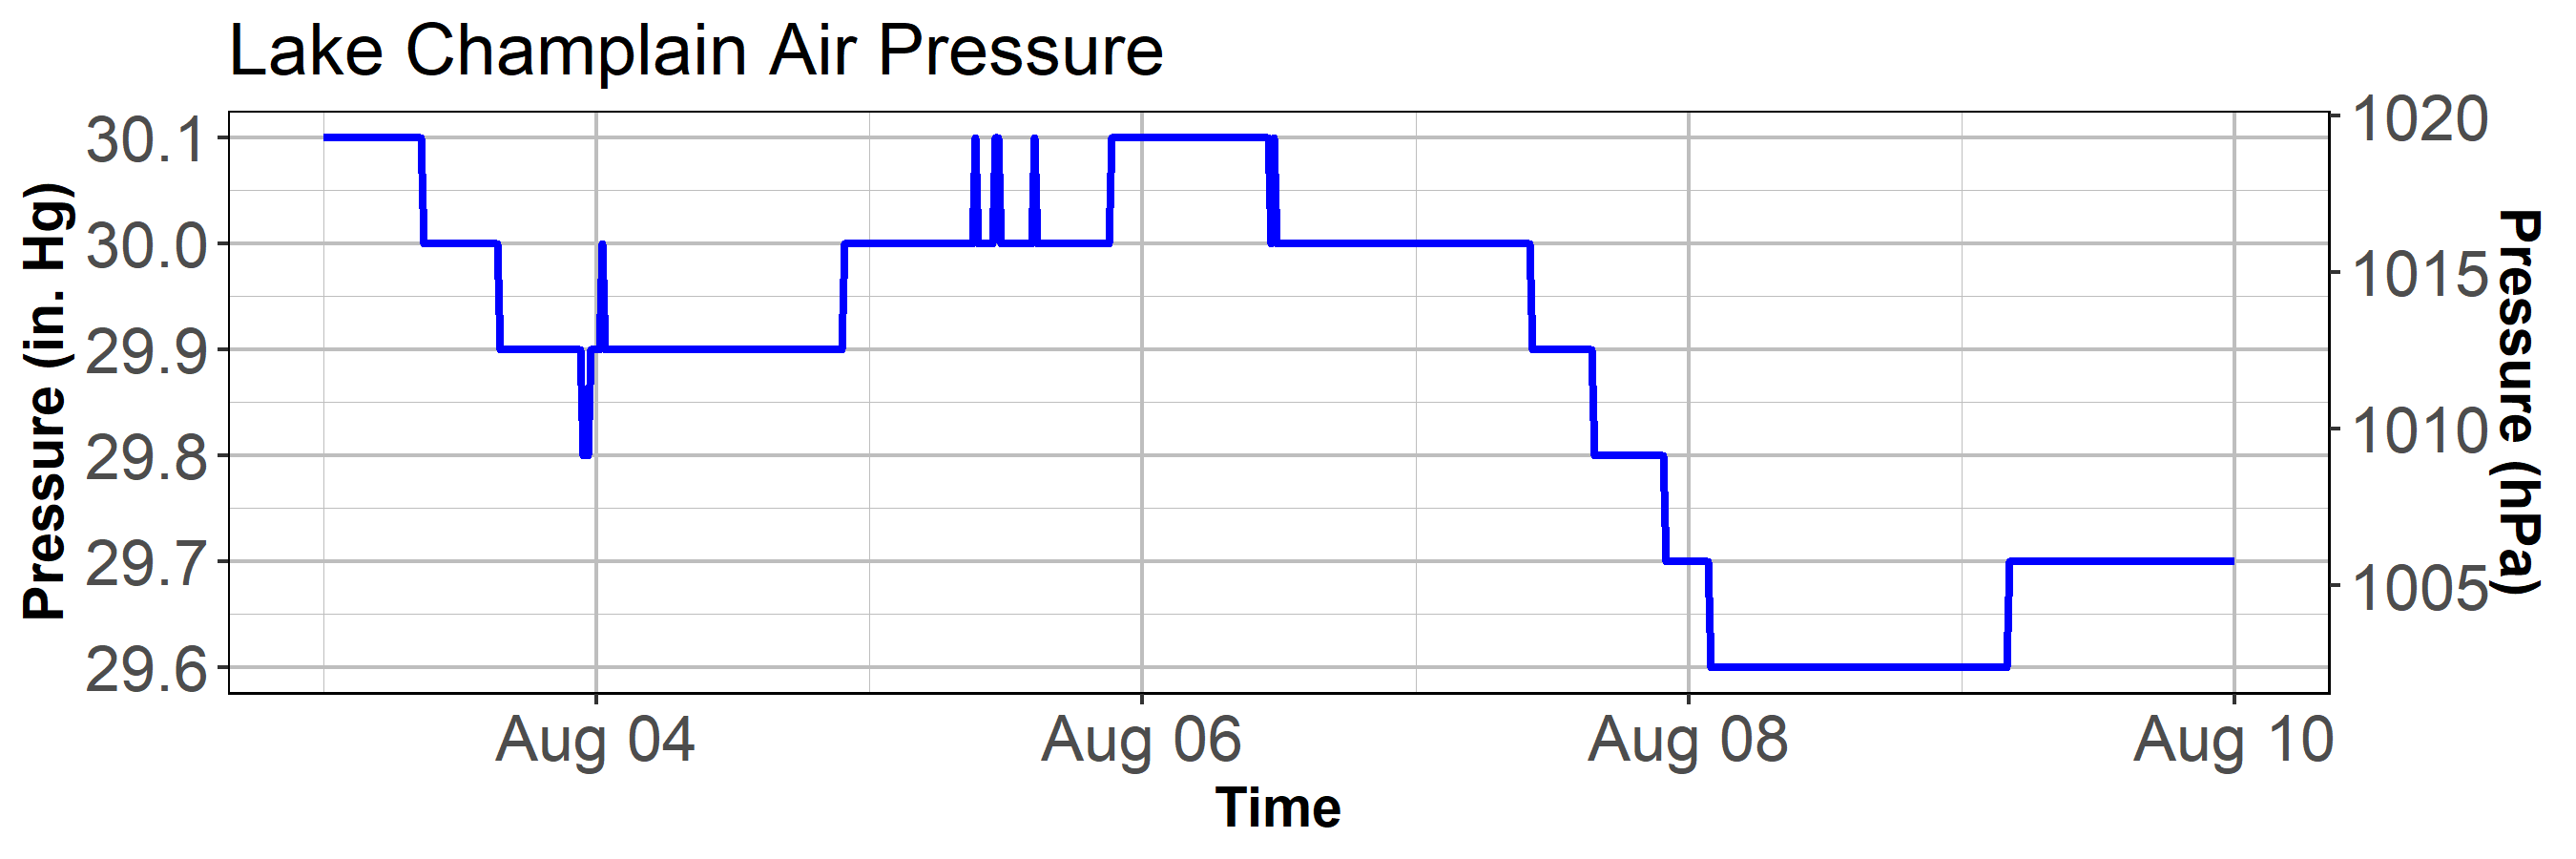 Lake Champlain Air Pressure
30.1
30.0
29.9
29.8
29.7
29.6
Pressure (in. Hg)
1020
1015
1010
1005
Pressure (hPa)
Aug 04
Aug 06
Aug 08
Aug 10
Time